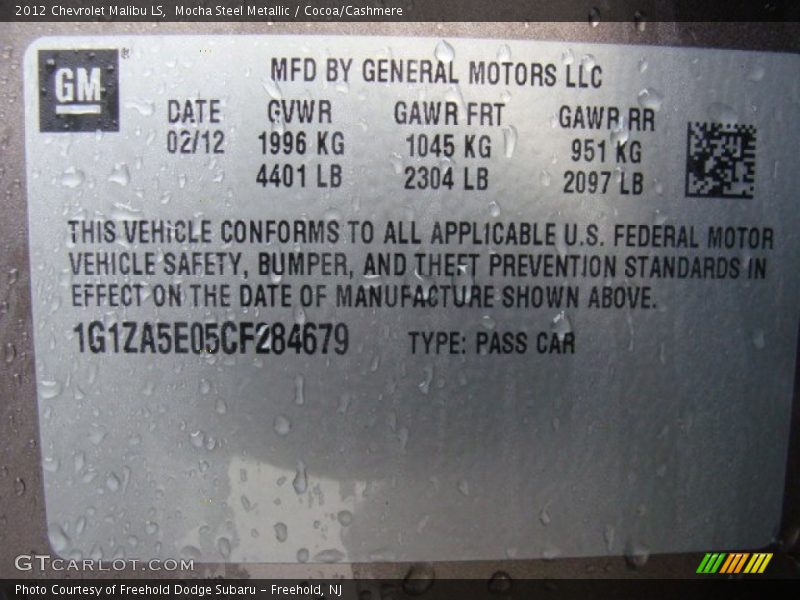 2012 Chevrolet Malibu LS, Mocha Steel Metallic / Cocoa/Cashmere
GM ®
MFD BY GENERAL MOTORS LLC
DATE GVWR GAWR FRT GAWR RR
02/12 1996 KG 1045 KG 951 KG
4401 LB 2304 LB 2097 LB
THIS VEHICLE CONFORMS TO ALL APPLICABLE U.S. FEDERAL MOTOR
VEHICLE SAFETY, BUMPER, AND THEFT PREVENTION STANDARDS IN
EFFECT ON THE DATE OF MANUFACTURE SHOWN ABOVE.
1G1ZA5E05CF284679 TYPE: PASS CAR
GTCARLOT.COM
Photo Courtesy of Freehold Dodge Subaru - Freehold, NJ